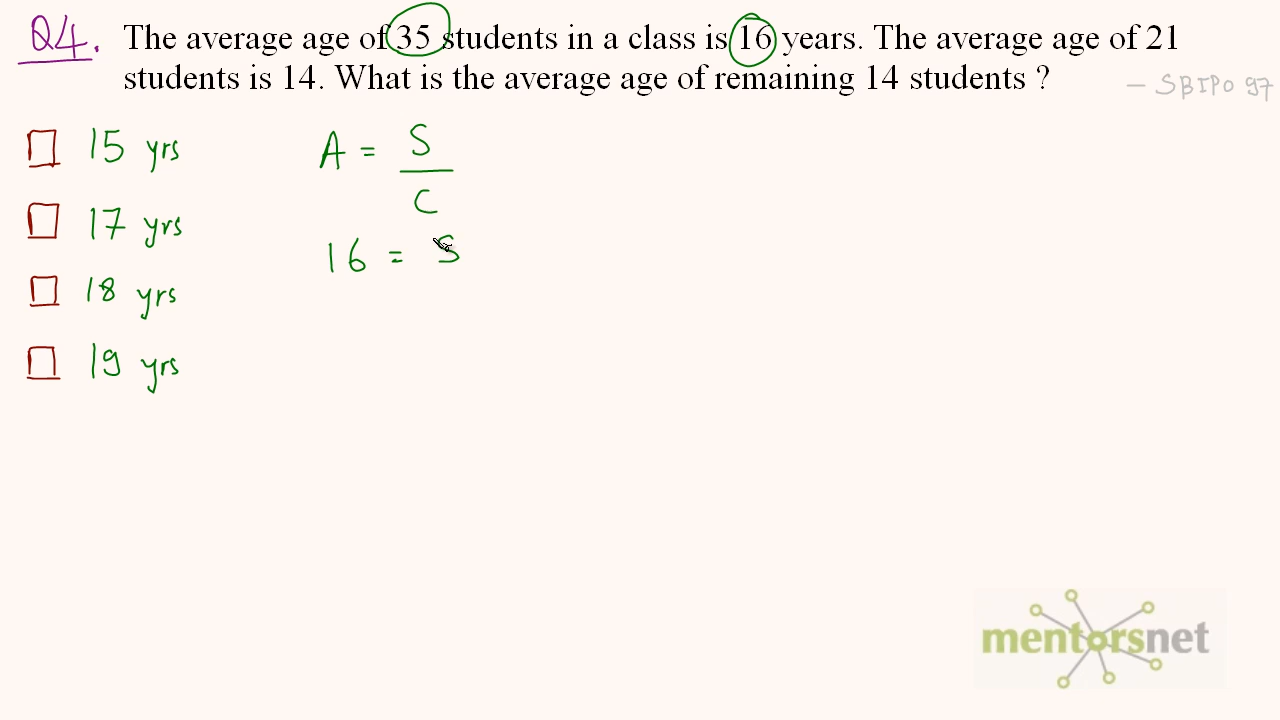 Q4. The average age of 35 students in a class is 16 years. The average age of 21
students is 14. What is the average age of remaining 14 students ?
— SBIPO 97
15 yrs
17 yrs
18 yrs
19 yrs
A = S
C
16 = S
mentorsnet